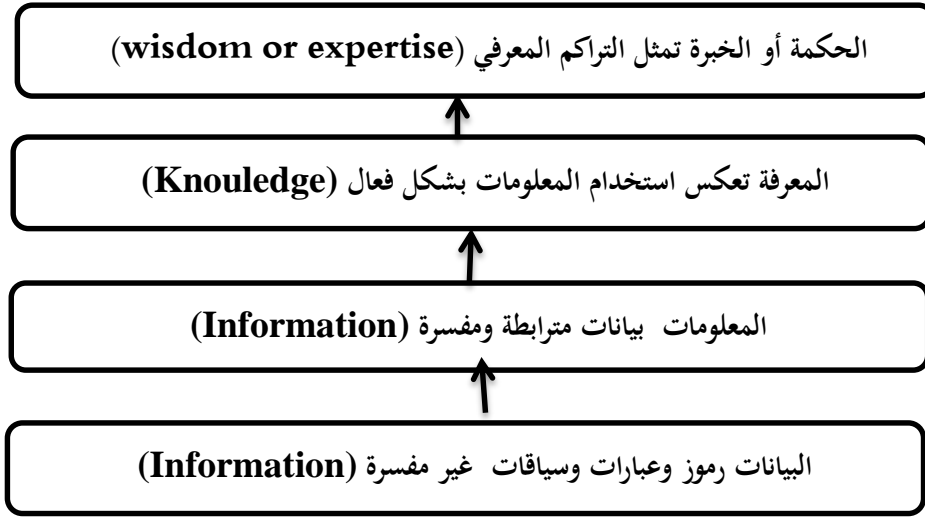 الحكمة أو الخبرة تمثل التراكم المعرفي (wisdom or expertise)
المعرفة تعكس استخدام المعلومات بشكل فعال (Knouledge)
المعلومات بيانات مترابطة ومفسرة (Information)
البيانات رموز وعبارات وسياقات غير مفسرة (Information)